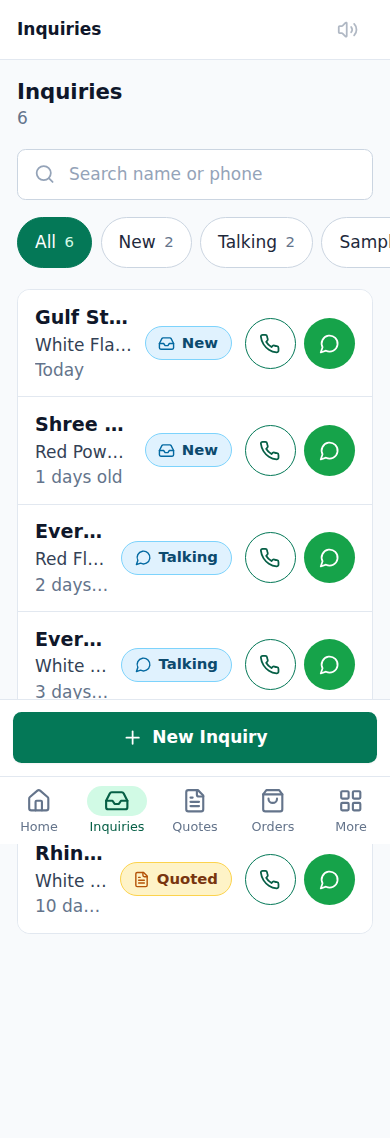 Inquiries
Inquiries
6
Search name or phone
All 6 New 2 Talking 2 Sampl
Gulf St...
White Fla...
Today
New
Shree ...
Red Pow...
1 days old
New
Ever...
Red Fl...
2 days...
Talking
Ever...
White ...
3 days...
Talking
+ New Inquiry
Home Inquiries Quotes Orders More
Rhin...
White ...
10 da...
Quoted